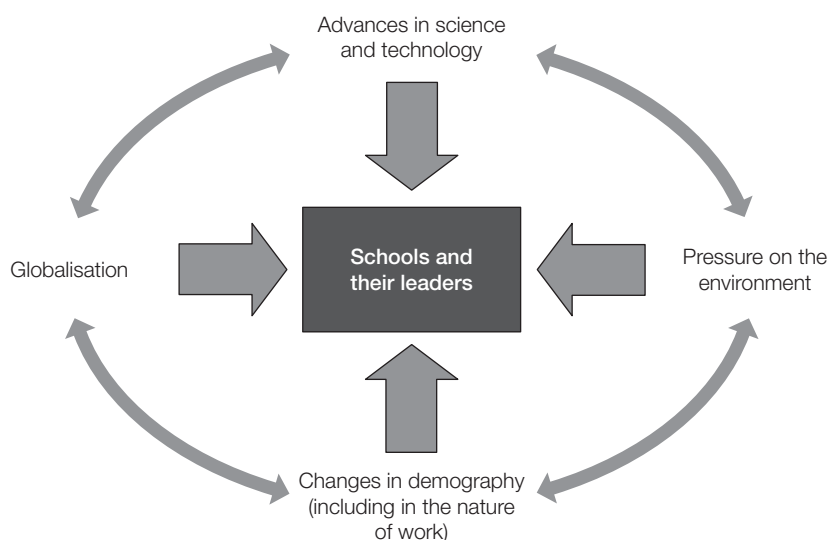 Advances in science
and technology
Globalisation
Schools and
their leaders
Pressure on the
environment
Changes in demography
(including in the nature
of work)